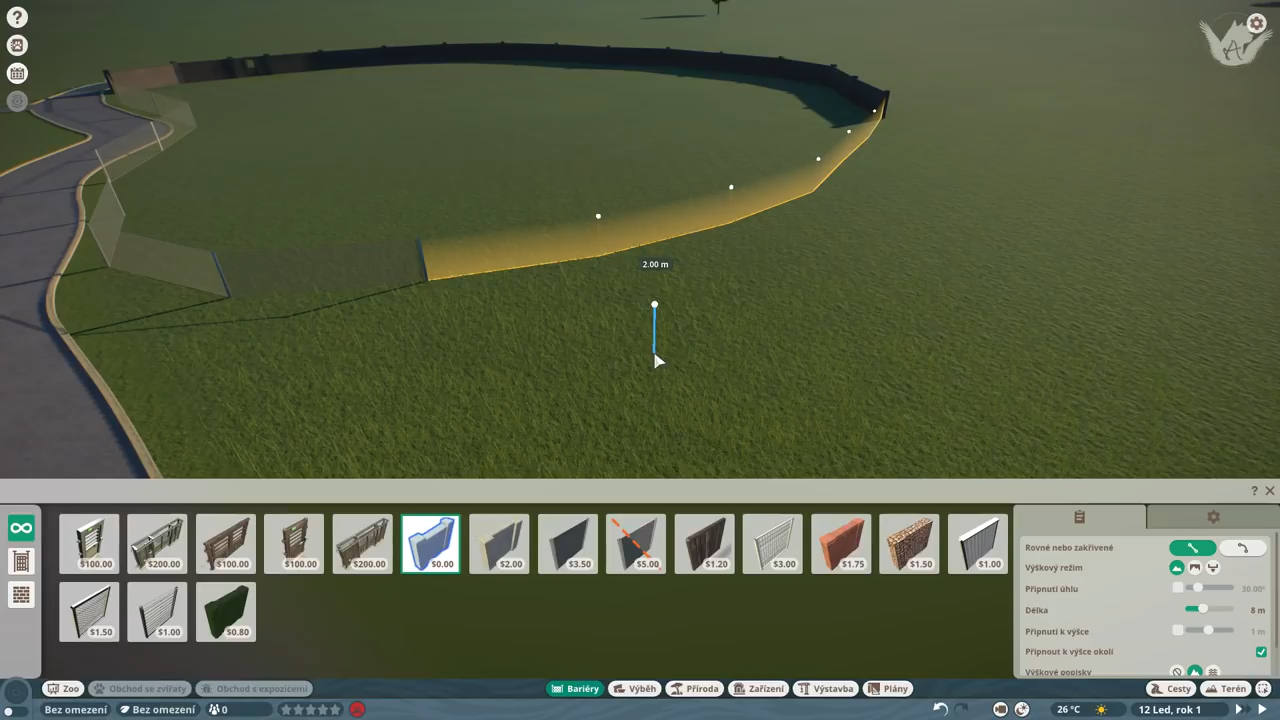 ?
2.00 m
?
$100.00 $200.00 $100.00 $100.00 $200.00 $0.00 $2.00 $3.50 $5.00 $1.20 $3.00 $1.75 $1.50 $1.00
$1.50 $1.00 $0.80
Rovné nebo zakřivené
Výškový režim
Připnutí úhlu 30.00°
Délka 8 m
Připnutí k výšce 1 m
Připnout k výšce okolí
Výškové popisky
Zoo Obchod se zvířaty Obchod s expozicemi Bariéry Výběh Příroda Zařízení Výstavba Plány Cesty Terén
Bez omezení Bez omezení 0 26 °C 12 Led, rok 1